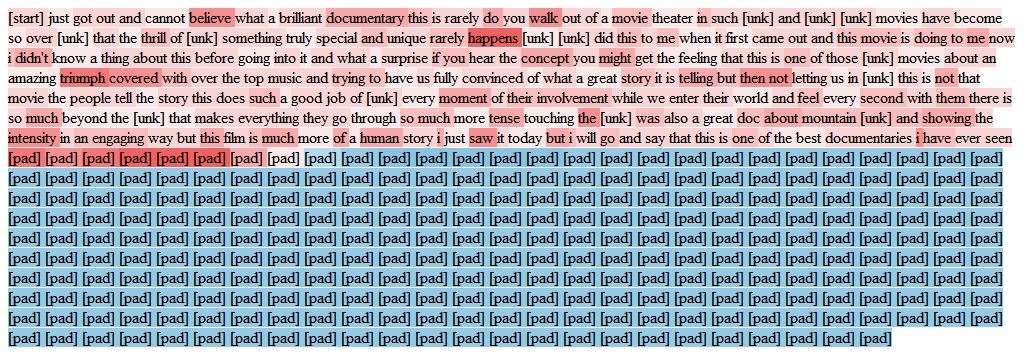 [start] just got out and cannot believe what a brilliant documentary this is rarely do you walk out of a movie theater in such [unk] and [unk] [unk] movies have become
so over [unk] that the thrill of [unk] something truly special and unique rarely happens [unk] [unk] did this to me when it first came out and this movie is doing to me now
i didn't know a thing about this before going into it and what a surprise if you hear the concept you might get the feeling that this is one of those [unk] movies about an
amazing triumph covered with over the top music and trying to have us fully convinced of what a great story it is telling but then not letting us in [unk] this is not that
movie the people tell the story this does such a good job of [unk] every moment of their involvement while we enter their world and feel every second with them there is
so much beyond the [unk] that makes everything they go through so much more tense touching the [unk] was also a great doc about mountain [unk] and showing the
intensity in an engaging way but this film is much more of a human story i just saw it today but i will go and say that this is one of the best documentaries i have ever seen
[pad] [pad] [pad] [pad] [pad] [pad] [pad] [pad] [pad] [pad] [pad] [pad] [pad] [pad] [pad] [pad] [pad] [pad] [pad] [pad] [pad] [pad] [pad] [pad] [pad] [pad] [pad]
[pad] [pad] [pad] [pad] [pad] [pad] [pad] [pad] [pad] [pad] [pad] [pad] [pad] [pad] [pad] [pad] [pad] [pad] [pad] [pad] [pad] [pad] [pad] [pad] [pad] [pad] [pad]
[pad] [pad] [pad] [pad] [pad] [pad] [pad] [pad] [pad] [pad] [pad] [pad] [pad] [pad] [pad] [pad] [pad] [pad] [pad] [pad] [pad] [pad] [pad] [pad] [pad] [pad] [pad]
[pad] [pad] [pad] [pad] [pad] [pad] [pad] [pad] [pad] [pad] [pad] [pad] [pad] [pad] [pad] [pad] [pad] [pad] [pad] [pad] [pad] [pad] [pad] [pad] [pad] [pad] [pad]
[pad] [pad] [pad] [pad] [pad] [pad] [pad] [pad] [pad] [pad] [pad] [pad] [pad] [pad] [pad] [pad] [pad] [pad] [pad] [pad] [pad] [pad] [pad] [pad] [pad] [pad] [pad]
[pad] [pad] [pad] [pad] [pad] [pad] [pad] [pad] [pad] [pad] [pad] [pad] [pad] [pad] [pad] [pad] [pad] [pad] [pad] [pad] [pad] [pad] [pad] [pad] [pad] [pad] [pad]
[pad] [pad] [pad] [pad] [pad] [pad] [pad] [pad] [pad] [pad] [pad] [pad] [pad] [pad] [pad] [pad] [pad] [pad] [pad] [pad] [pad] [pad] [pad] [pad] [pad] [pad] [pad]
[pad] [pad] [pad] [pad] [pad] [pad] [pad] [pad] [pad] [pad] [pad] [pad] [pad] [pad] [pad] [pad] [pad] [pad] [pad] [pad] [pad] [pad] [pad] [pad] [pad] [pad] [pad]
[pad] [pad] [pad] [pad] [pad] [pad] [pad] [pad] [pad] [pad] [pad] [pad] [pad] [pad] [pad] [pad] [pad] [pad] [pad] [pad] [pad] [pad] [pad] [pad] [pad] [pad] [pad]
[pad] [pad] [pad] [pad] [pad] [pad] [pad] [pad] [pad] [pad] [pad] [pad] [pad] [pad] [pad] [pad] [pad] [pad] [pad] [pad] [pad] [pad] [pad] [pad]